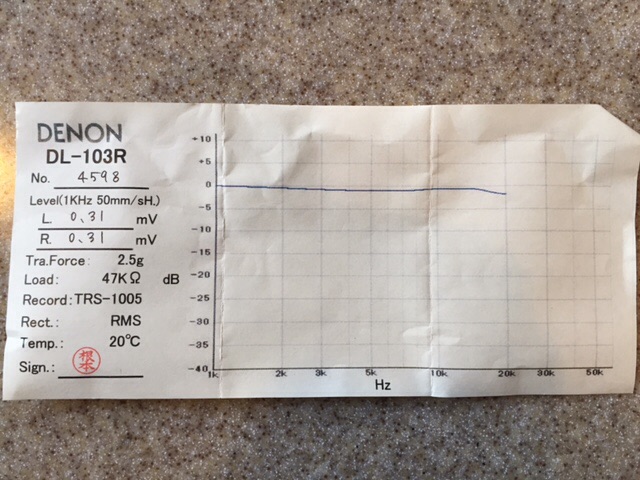 DENON
DL-103R
No. 4598
Level(1KHz 50mm/sH.)
L. 0.31 mV
R. 0.31 mV
Tra.Force: 2.5g
Load: 47KΩ
Record:TRS-1005
Rect.: RMS
Temp.: 20℃
Sign.: 根本
dB
+10
+5
0
-5
-10
-15
-20
-25
-30
-35
-40
1k 2k 3k 5k 10k 20k 30k 50k
Hz